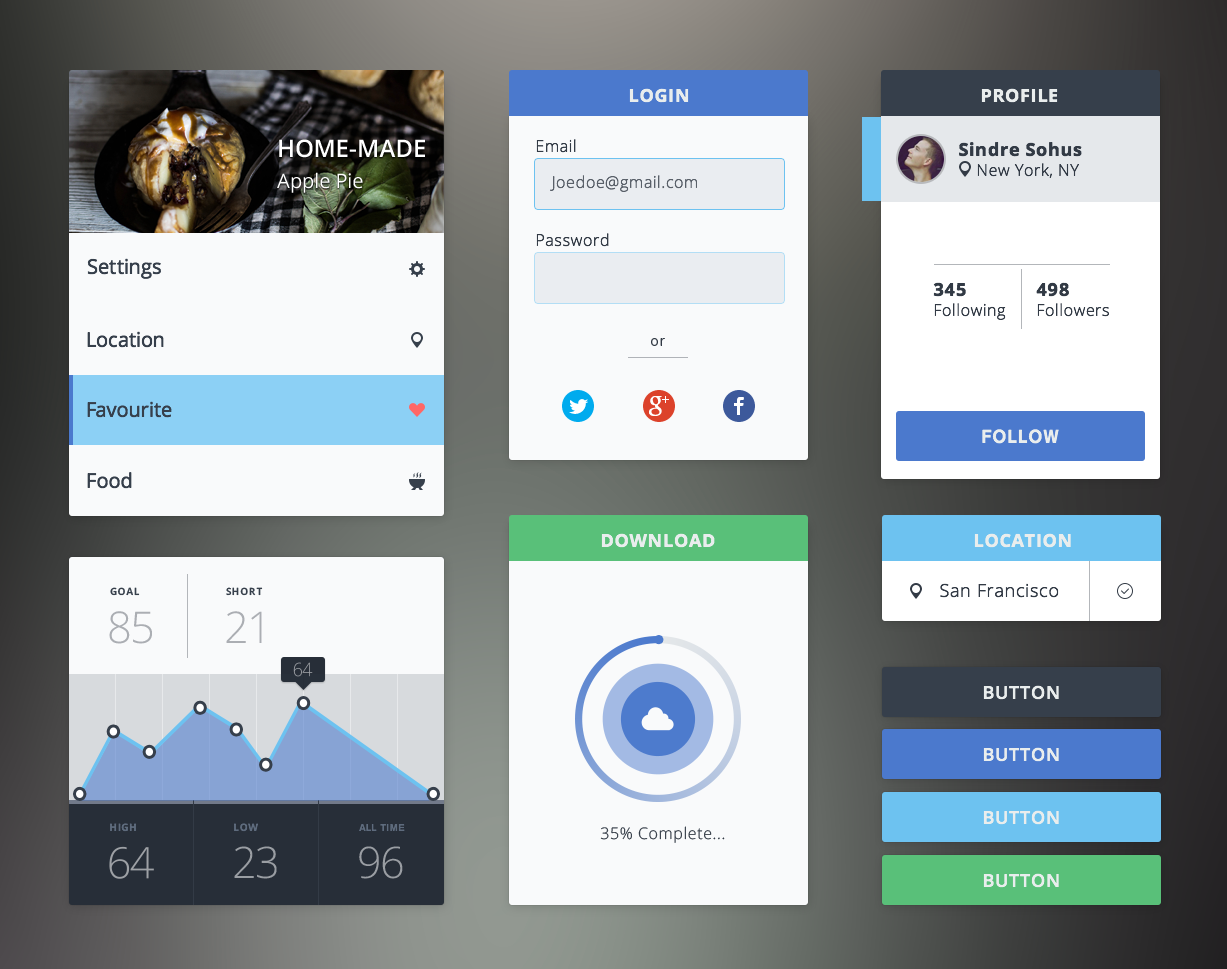 HOME-MADE
Apple Pie
Settings
Location
Favourite
Food
GOAL
85
SHORT
21
64
HIGH
64
LOW
23
ALL TIME
96
LOGIN
Email
Joedoe@gmail.com
Password
or
DOWNLOAD
35% Complete...
PROFILE
Sindre Sohus
New York, NY
345
Following
498
Followers
FOLLOW
LOCATION
San Francisco
BUTTON
BUTTON
BUTTON
BUTTON